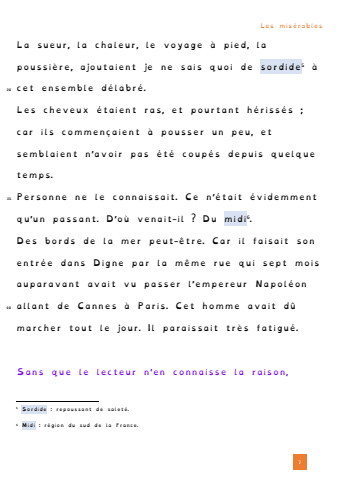 Les misérables
La sueur, la chaleur, le voyage à pied, la
poussière, ajoutaient je ne sais quoi de sordide⁵ à
cet ensemble délabré.
Les cheveux étaient ras, et pourtant hérissés ;
car ils commençaient à pousser un peu, et
semblaient n'avoir pas été coupés depuis quelque
temps.
Personne ne le connaissait. Ce n'était évidemment
qu'un passant. D'où venait-il ? Du midi⁶.
Des bords de la mer peut-être. Car il faisait son
entrée dans Digne par la même rue qui sept mois
auparavant avait vu passer l'empereur Napoléon
allant de Cannes à Paris. Cet homme avait dû
marcher tout le jour. Il paraissait très fatigué.
Sans que le lecteur n'en connaisse la raison,
⁵ Sordide : repoussant de saleté.
⁶ Midi : région du sud de la France.